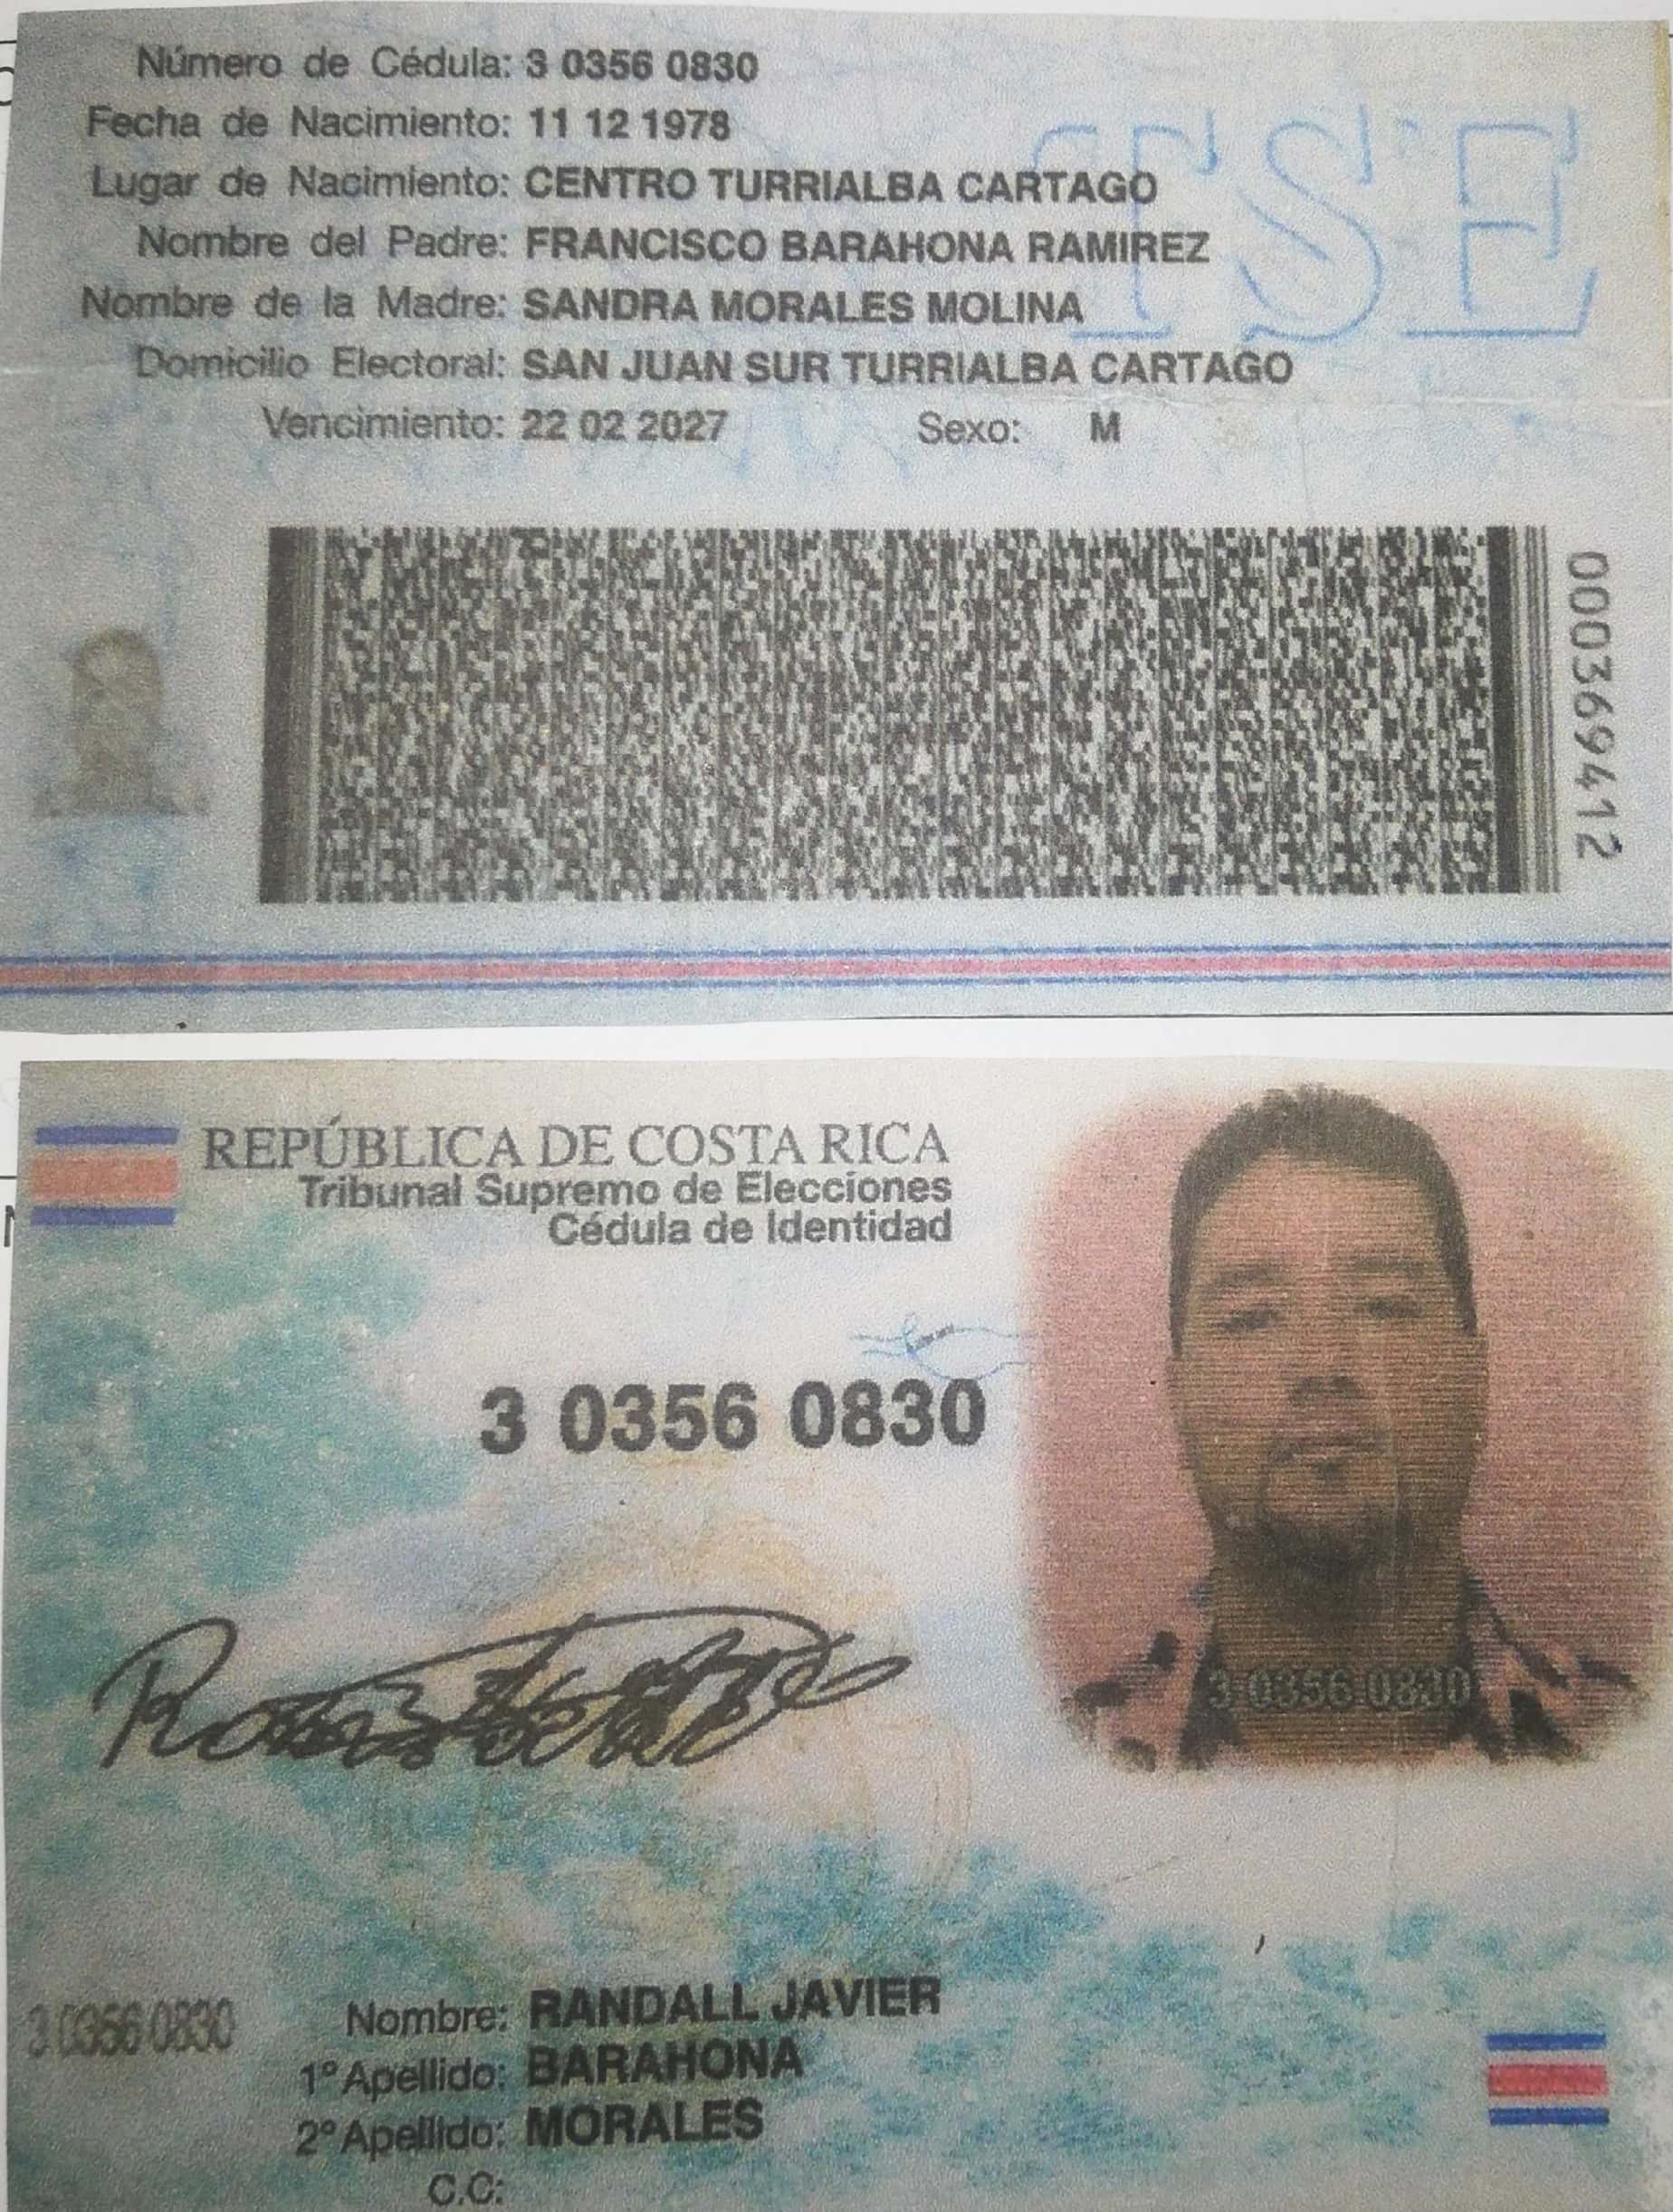 Número de Cédula: 3 0356 0830
Fecha de Nacimiento: 11 12 1978
Lugar de Nacimiento: CENTRO TURRIALBA CARTAGO
Nombre del Padre: FRANCISCO BARAHONA RAMIREZ
Nombre de la Madre: SANDRA MORALES MOLINA
Domicilio Electoral: SAN JUAN SUR TURRIALBA CARTAGO
Vencimiento: 22 02 2027 Sexo: M
TSE
000369412
REPÚBLICA DE COSTA RICA
Tribunal Supremo de Elecciones
Cédula de Identidad
3 0356 0830
3 0356 0830
3 0356 0830
Nombre: RANDALL JAVIER
1º Apellido: BARAHONA
2º Apellido: MORALES
C.C: